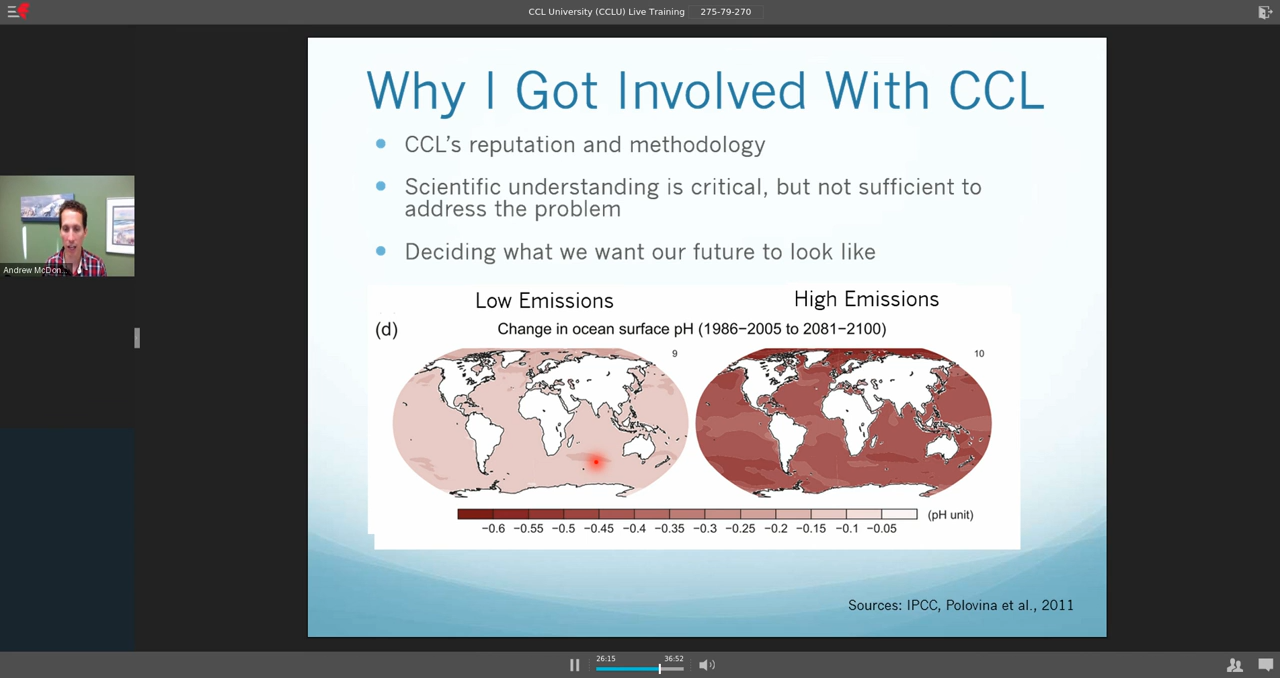 CCL University (CCLU) Live Training 275-79-270
Why I Got Involved With CCL
CCL's reputation and methodology
Scientific understanding is critical, but not sufficient to
address the problem
Deciding what we want our future to look like
Low Emissions High Emissions
(d) Change in ocean surface pH (1986−2005 to 2081−2100)
9 10
Andrew McDon...
−0.6 −0.55 −0.5 −0.45 −0.4 −0.35 −0.3 −0.25 −0.2 −0.15 −0.1 −0.05 (pH unit)
Sources: IPCC, Polovina et al., 2011
26:15 36:52